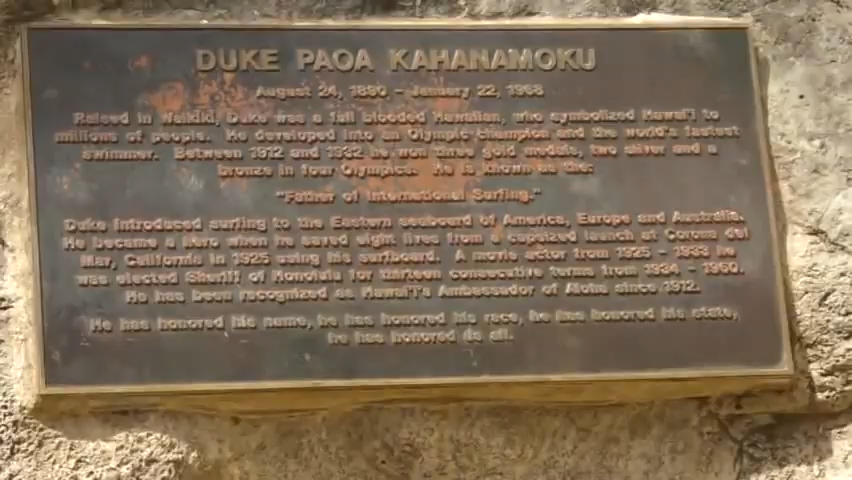 DUKE PAOA KAHANAMOKU
August 24, 1890 - January 22, 1968
Raised in Waikiki, Duke was a full blooded Hawaiian, who symbolized Hawai'i to
millions of people. He developed into an Olympic champion and the world's fastest
swimmer. Between 1912 and 1932 he won three gold medals, two silver and a
bronze in four Olympics. He is known as the:
"Father of International Surfing."
Duke introduced surfing to the Eastern seaboard of America, Europe and Australia.
He became a hero when he saved eight lives from a capsized launch at Corona del
Mar, California in 1925 using his surfboard. A movie actor from 1925 - 1933 he
was elected Sheriff of Honolulu for thirteen consecutive terms from 1934 - 1960.
He has been recognized as Hawai'i's Ambassador of Aloha since 1912.
He has honored his name, he has honored his race, he has honored his state,
he has honored us all.